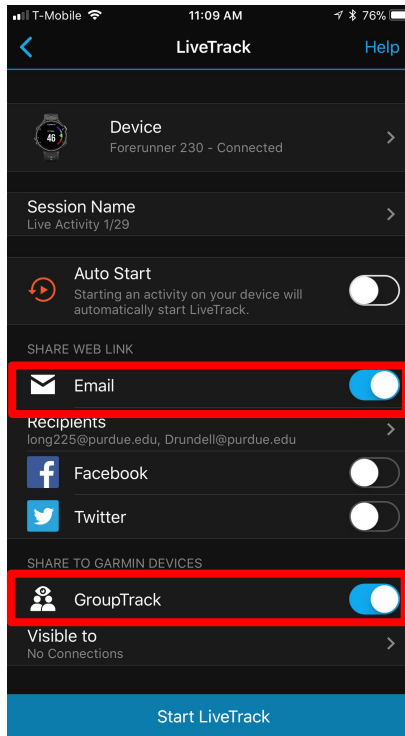 T-Mobile 11:09 AM 76%
LiveTrack Help
Device
Forerunner 230 - Connected
Session Name
Live Activity 1/29
Auto Start
Starting an activity on your device will
automatically start LiveTrack.
SHARE WEB LINK
Email
Recipients
long225@purdue.edu, Drundell@purdue.edu
Facebook
Twitter
SHARE TO GARMIN DEVICES
GroupTrack
Visible to
No Connections
Start LiveTrack